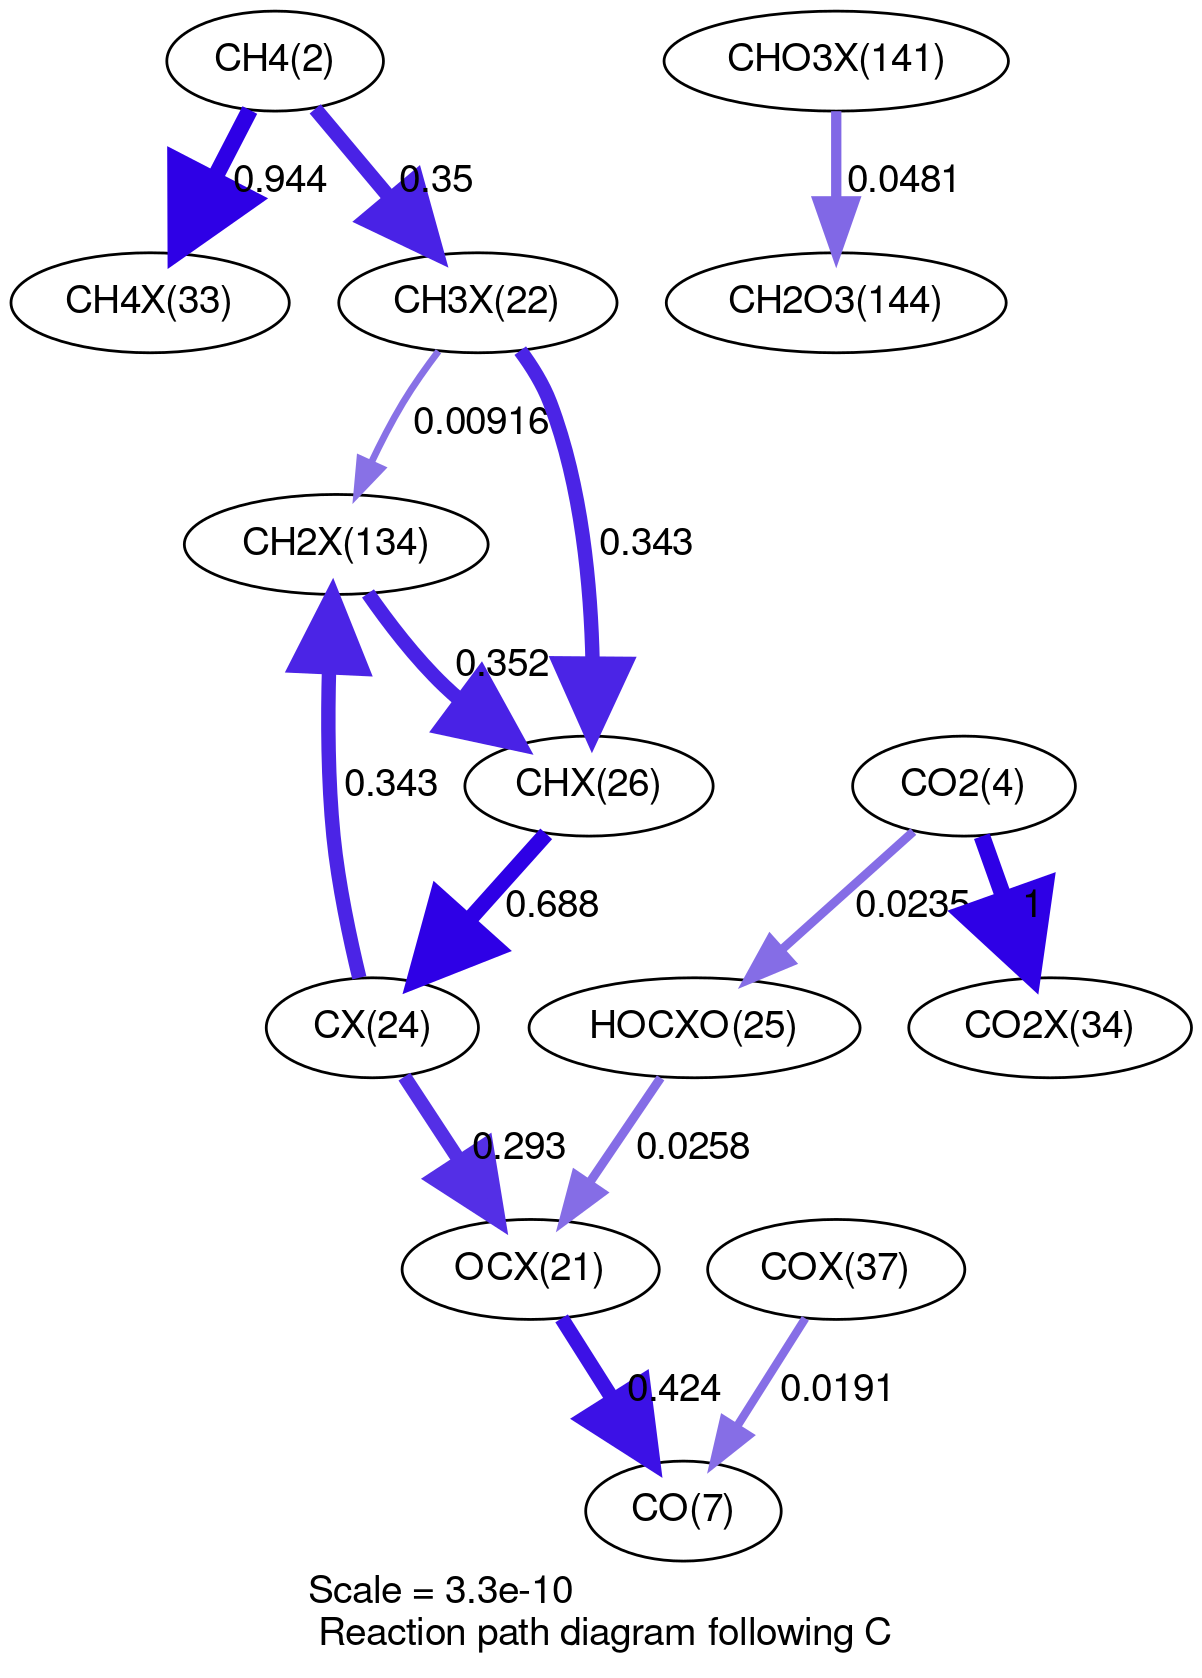 CH4(2)
CHO3X(141)
0.944
0.35
0.0481
CH4X(33)
CH3X(22)
CH2O3(144)
0.00916
CH2X(134)
0.343
0.352
0.343
CHX(26)
CO2(4)
0.688
0.0235
1
CX(24)
HOCXO(25)
CO2X(34)
0.293
0.0258
OCX(21)
COX(37)
0.424
0.0191
CO(7)
Scale = 3.3e-10
Reaction path diagram following C